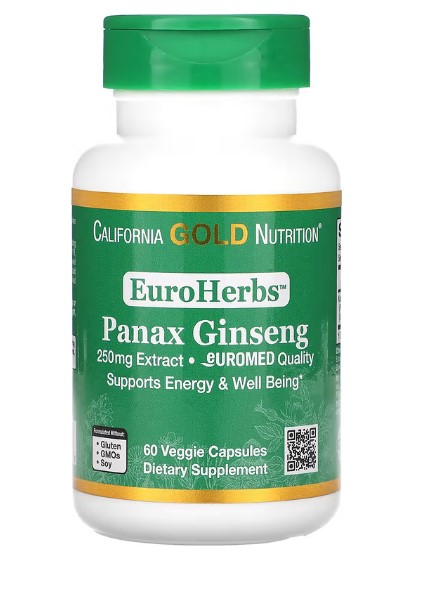 CALIFORNIA GOLD NUTRITION®
EuroHerbs™
Panax Ginseng
250mg Extract • eUROMED Quality
Supports Energy & Well Being*
Formulated Without:
• Gluten
• GMOs
• Soy
60 Veggie Capsules
Dietary Supplement